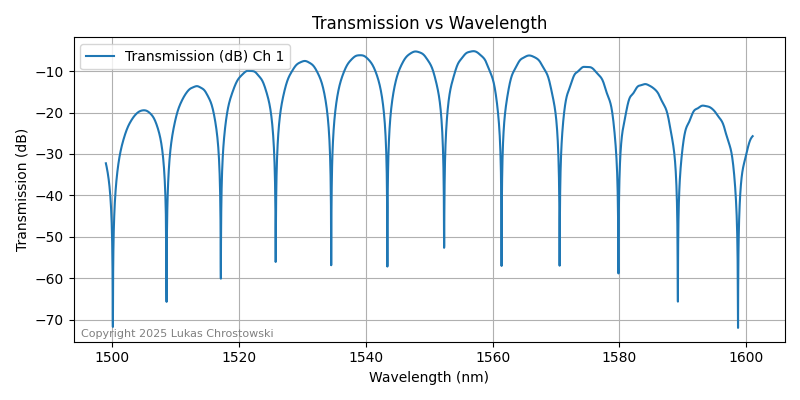 Transmission vs Wavelength
Transmission (dB) Ch 1
−10
−20
−30
−40
−50
−60
−70
Transmission (dB)
Copyright 2025 Lukas Chrostowski
1500 1520 1540 1560 1580 1600
Wavelength (nm)